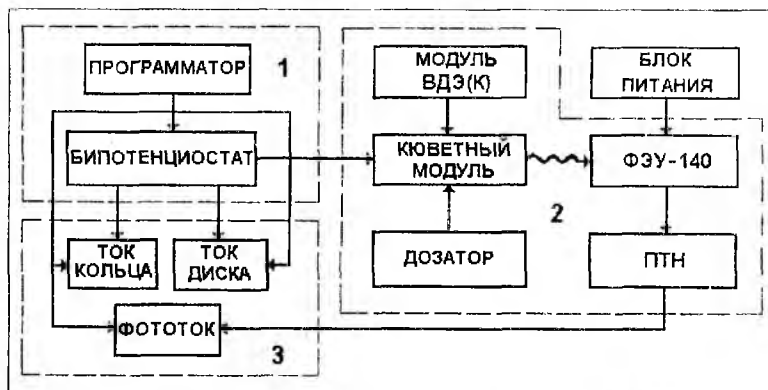 ПРОГРАММАТОР
1
БИПОТЕНЦИОСТАТ
ТОК
КОЛЬЦА
ТОК
ДИСКА
ФОТОТОК
3
МОДУЛЬ
ВДЭ(К)
КЮВЕТНЫЙ
МОДУЛЬ
ДОЗАТОР
2
БЛОК
ПИТАНИЯ
ФЭУ-140
ПТН